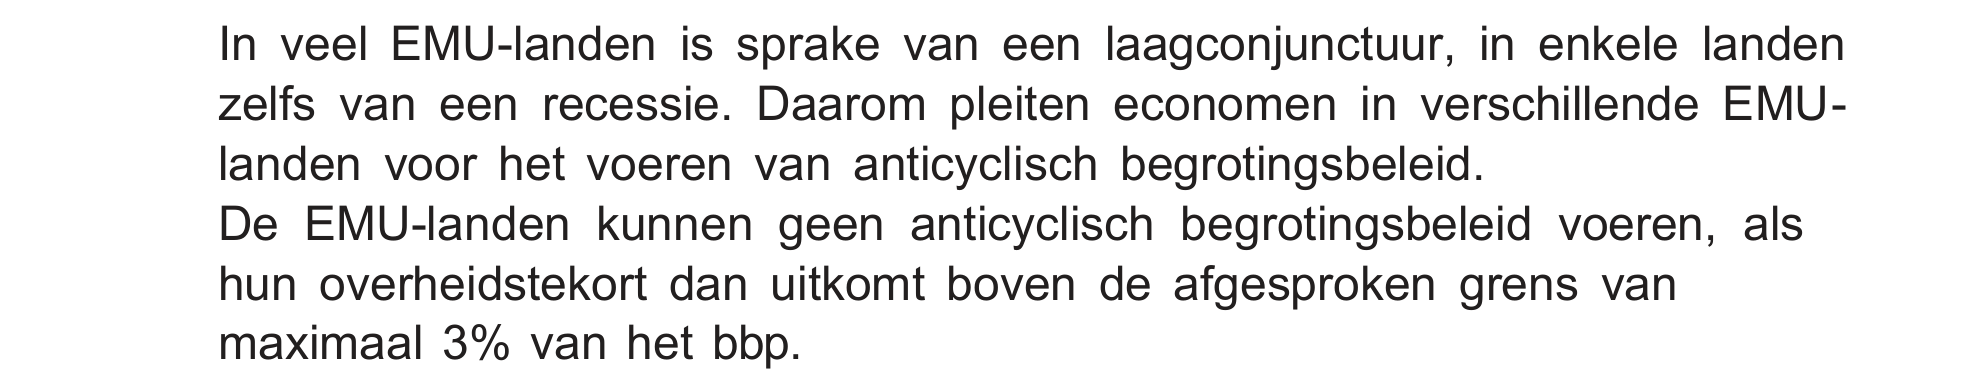 In veel EMU-landen is sprake van een laagconjunctuur, in enkele landen
zelfs van een recessie. Daarom pleiten economen in verschillende EMU-
landen voor het voeren van anticyclisch begrotingsbeleid.
De EMU-landen kunnen geen anticyclisch begrotingsbeleid voeren, als
hun overheidstekort dan uitkomt boven de afgesproken grens van
maximaal 3% van het bbp.